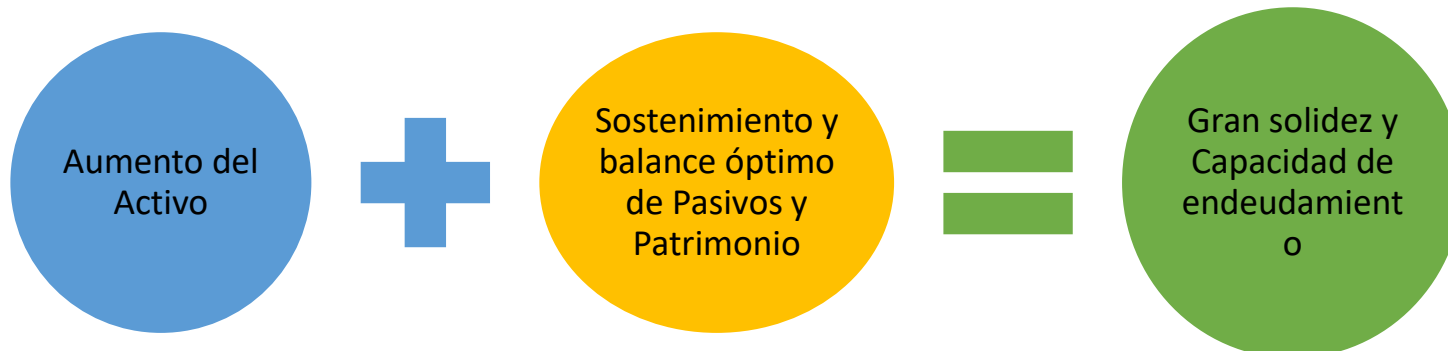 Aumento del
Activo
Sostenimiento y
balance óptimo
de Pasivos y
Patrimonio
Gran solidez y
Capacidad de
endeudamient
o